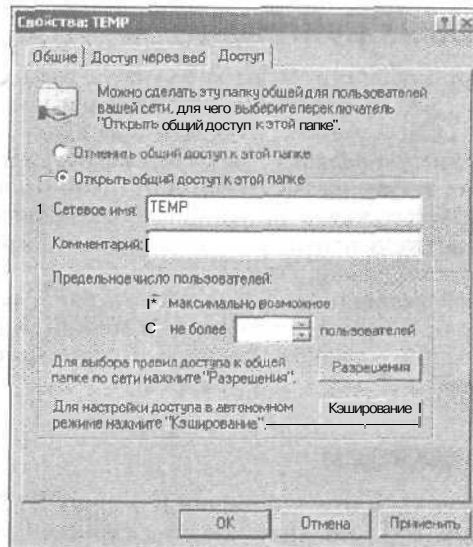 Свойства: TEMP
Общие Доступ через веб Доступ
Можно сделать эту папку общей для пользователей
вашей сети, для чего выберите переключатель
"Открыть общий доступ к этой папке".
Отменить общий доступ к этой папке
Открыть общий доступ к этой папке
1 Сетевое имя: TEMP
Комментарий:
Предельное число пользователей:
максимально возможное
не более пользователей
Для выбора правил доступа к общей
папке по сети нажмите "Разрешения".
Разрешения
Для настройки доступа в автономном
режиме нажмите "Кэширование".
Кэширование
OK Отмена Применить